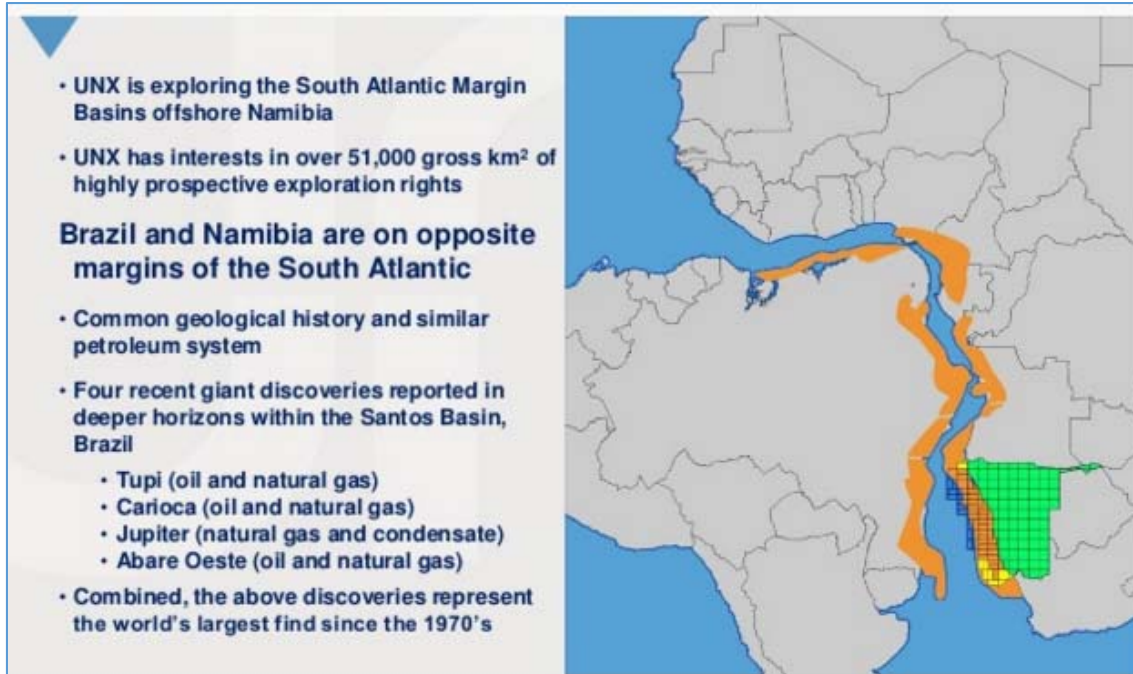 • UNX is exploring the South Atlantic Margin
Basins offshore Namibia
• UNX has interests in over 51,000 gross km² of
highly prospective exploration rights
Brazil and Namibia are on opposite
margins of the South Atlantic
• Common geological history and similar
petroleum system
• Four recent giant discoveries reported in
deeper horizons within the Santos Basin,
Brazil
• Tupi (oil and natural gas)
• Carioca (oil and natural gas)
• Jupiter (natural gas and condensate)
• Abare Oeste (oil and natural gas)
• Combined, the above discoveries represent
the world's largest find since the 1970's